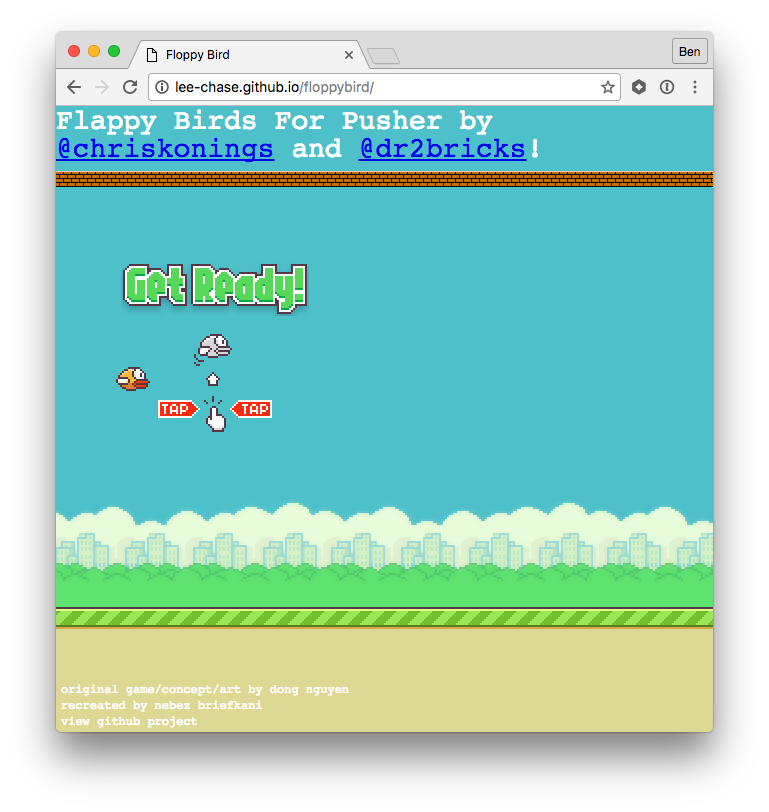 Floppy Bird
Ben
lee-chase.github.io/floppybird/
Flappy Birds For Pusher by
@chriskonings and @dr2bricks!
Get Ready!
TAP TAP
original game/concept/art by dong nguyen
recreated by nebez briefkani
view github project